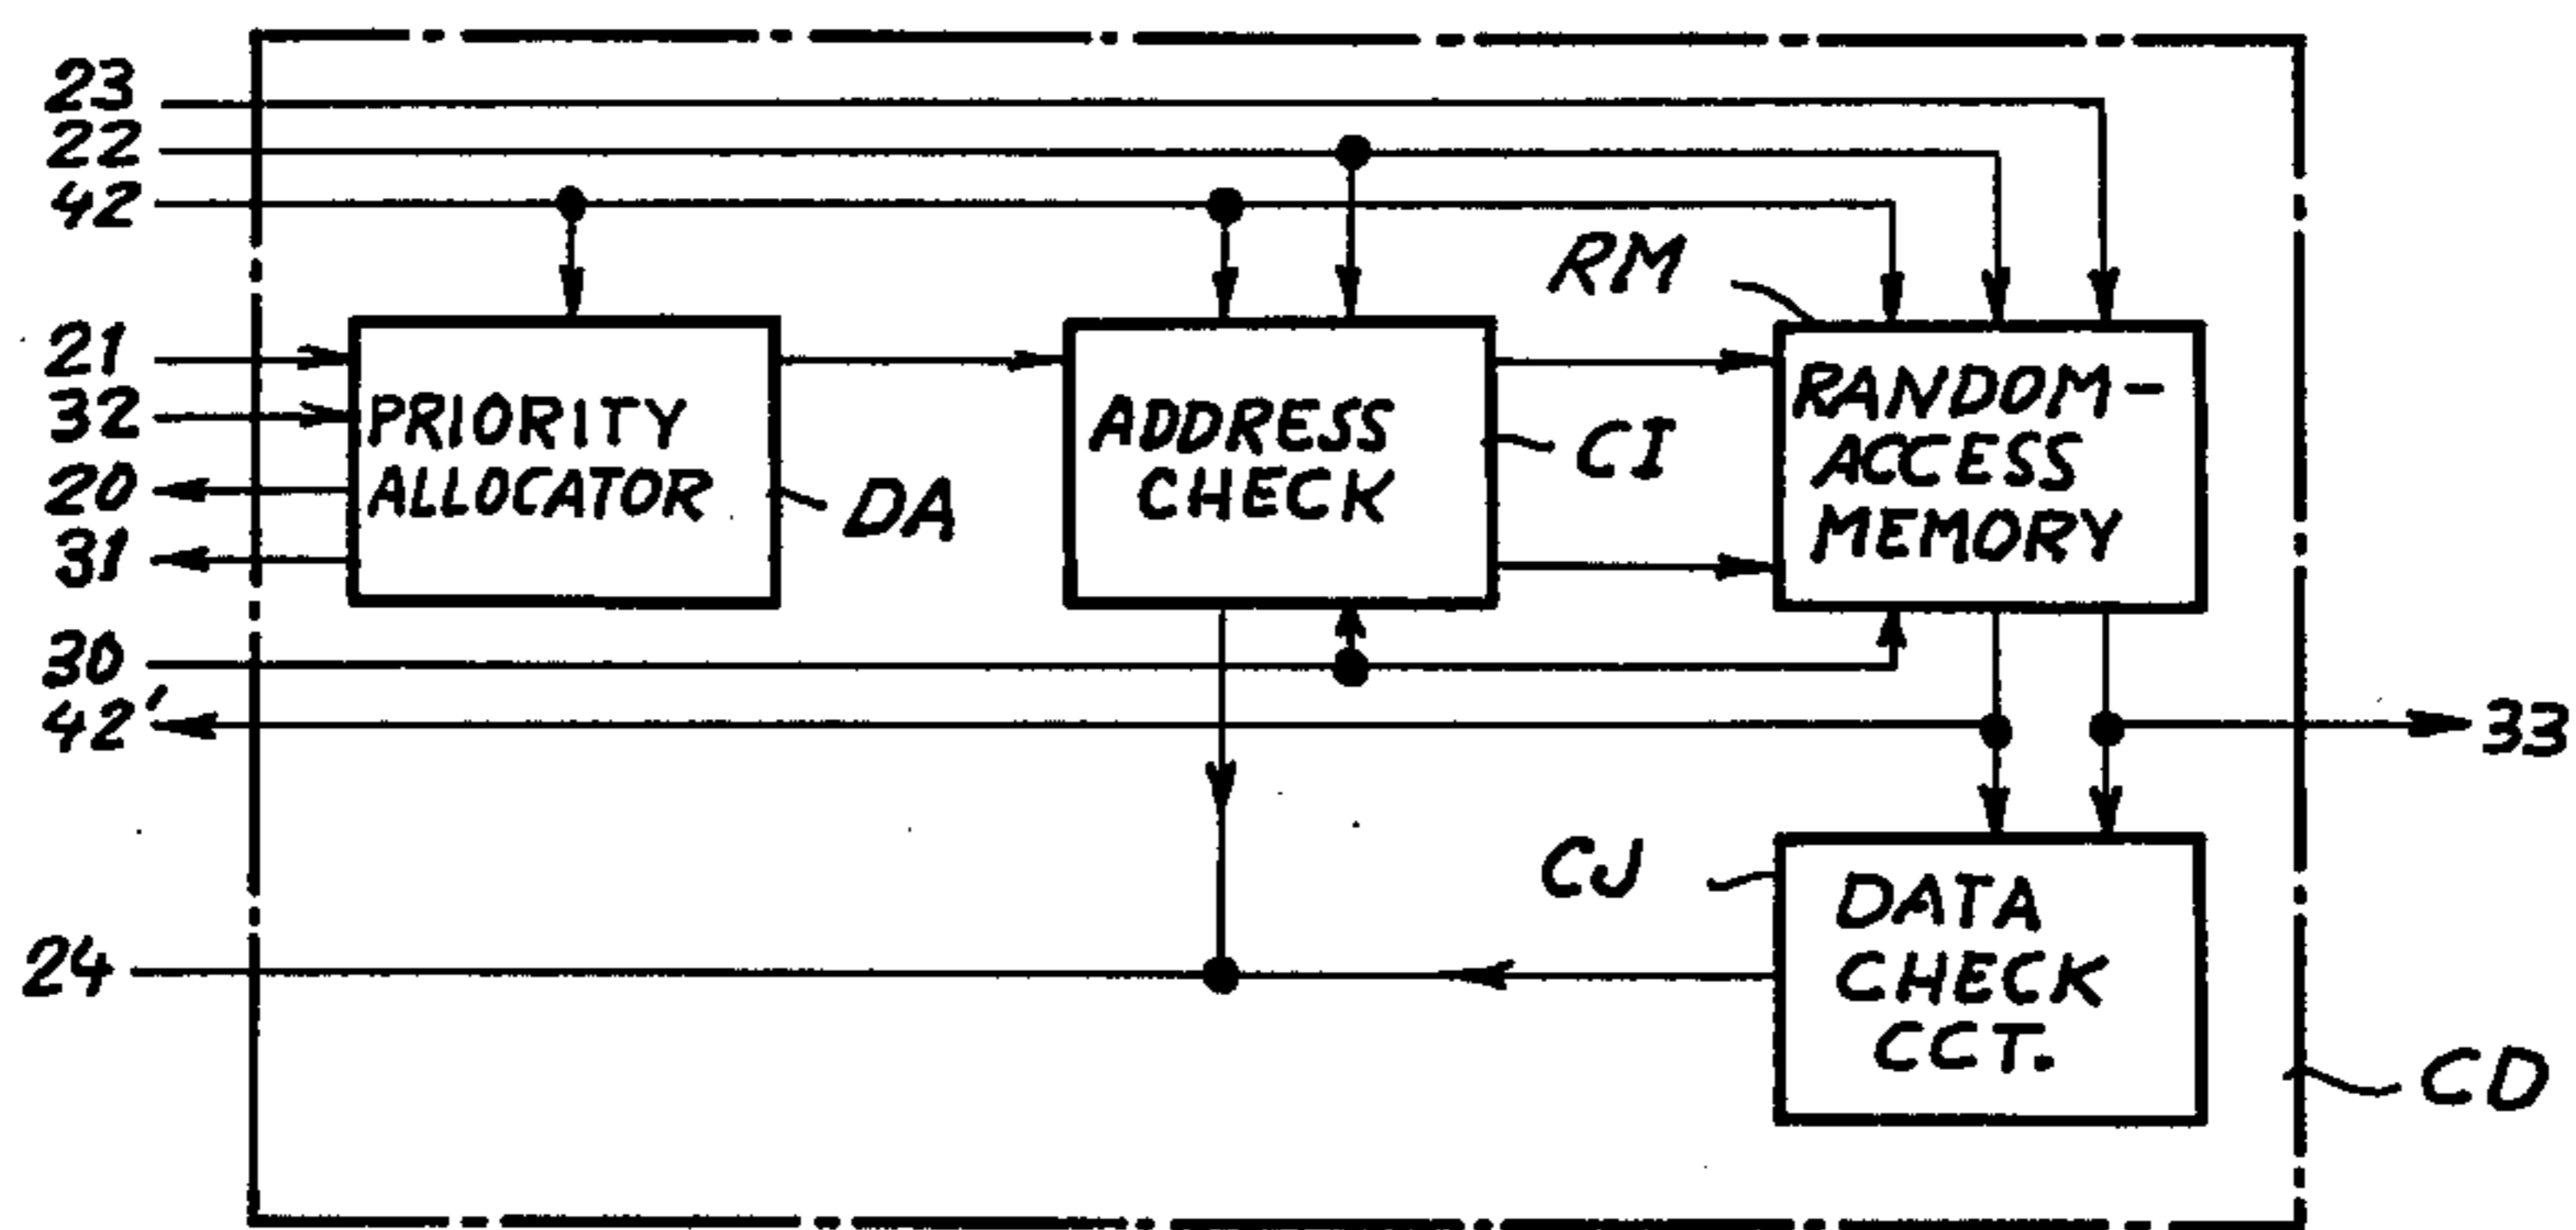 23
22
42
RM
21
32
20
31
PRIORITY
ALLOCATOR
DA
ADDRESS
CHECK
CI
RANDOM-
ACCESS
MEMORY
30
42'
33
CJ
DATA
CHECK
CCT.
24
CD